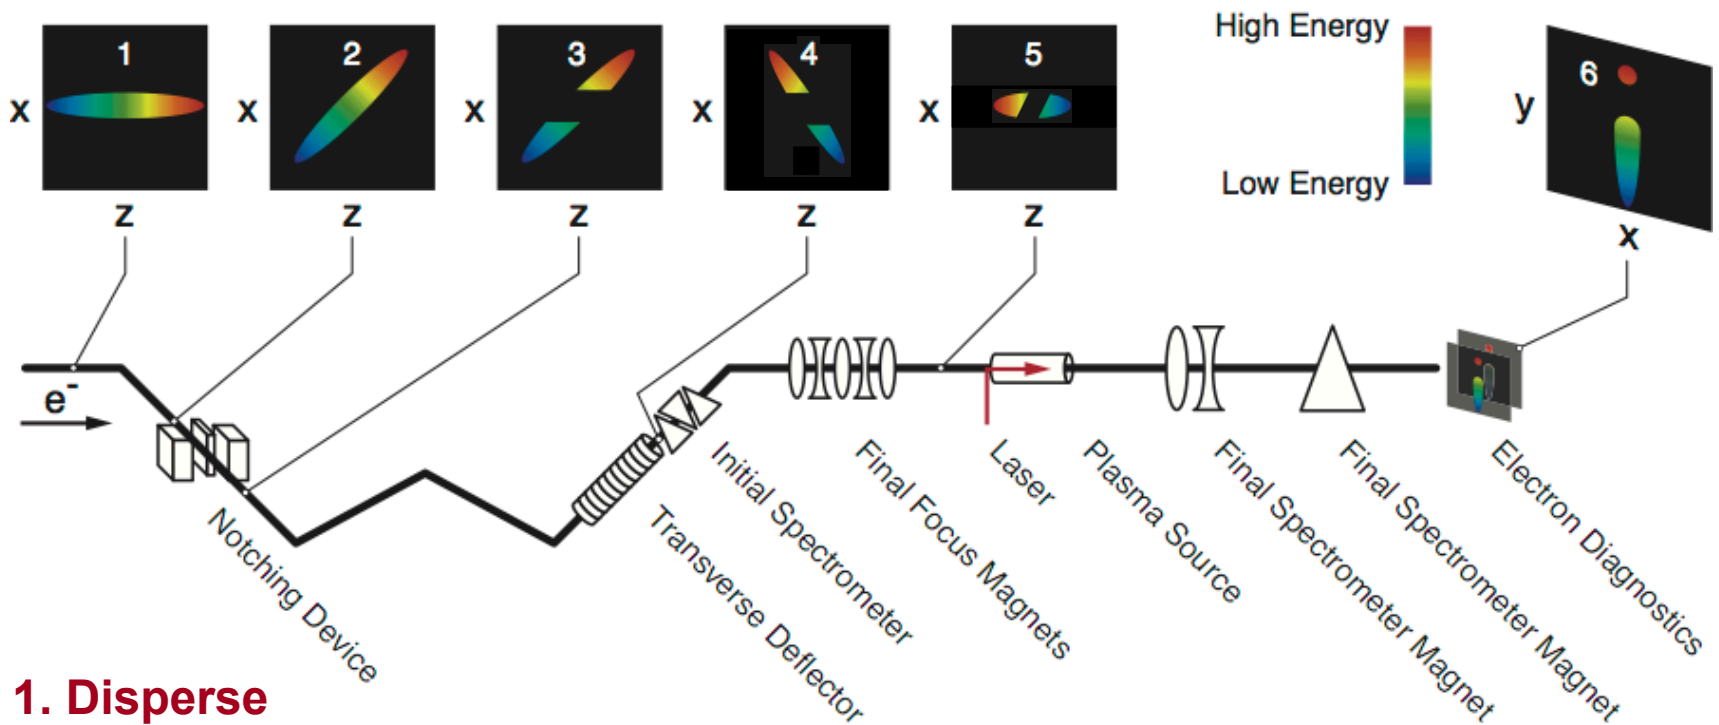 1
2
3
4
5
6
High Energy
Low Energy
x
x
x
x
x
y
z
z
z
z
z
x
e-
Notching Device
Transverse Deflector
Initial Spectrometer
Final Focus Magnets
Laser
Plasma Source
Final Spectrometer Magnet
Final Spectrometer Magnet
Electron Diagnostics
1. Disperse